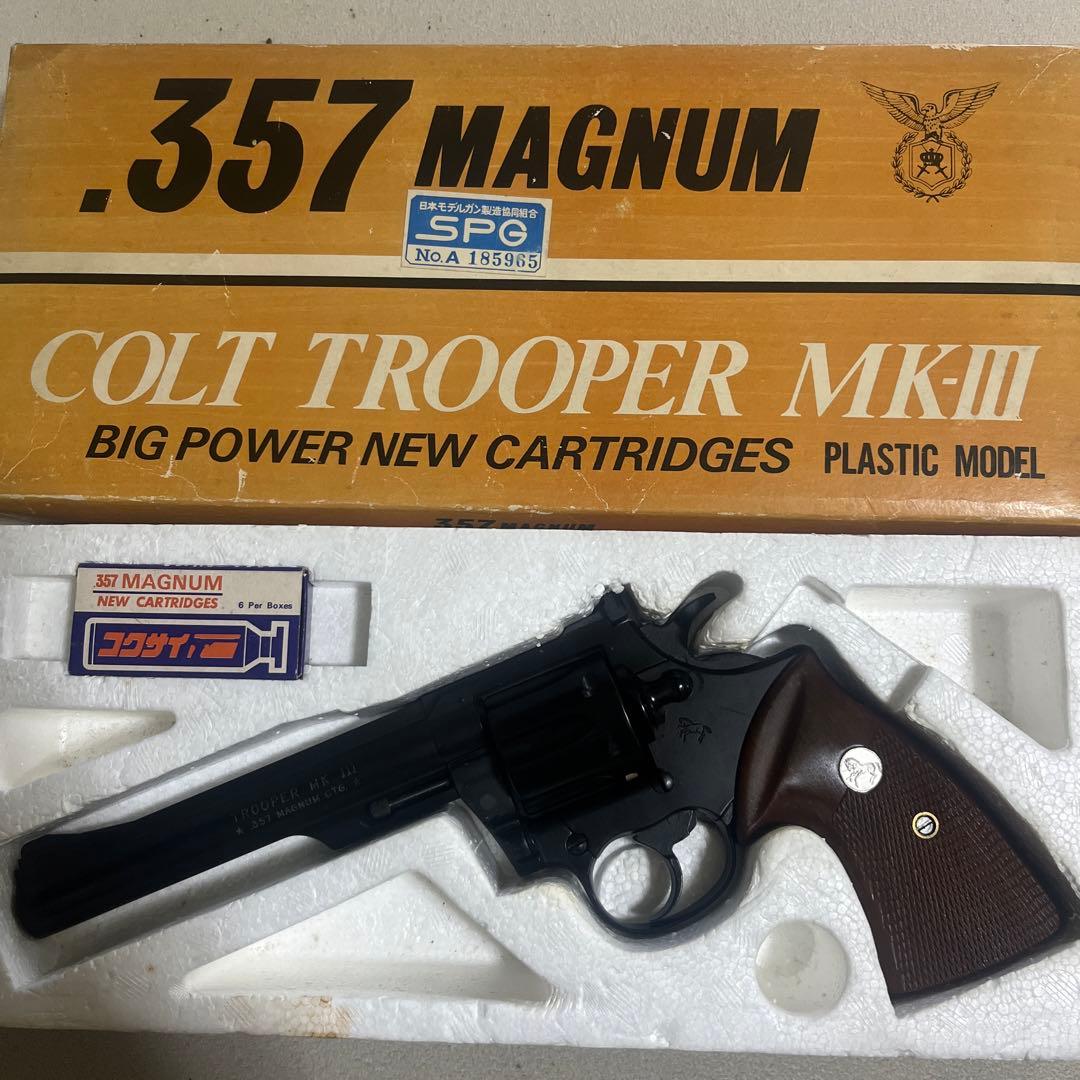 .357 MAGNUM
日本モデルガン製造協同組合
SPG
No.A 185965
COLT TROOPER MK-III
BIG POWER NEW CARTRIDGES PLASTIC MODEL
357 MAGNUM
.357 MAGNUM
NEW CARTRIDGES 6 Per Boxes
コクサイ
TROOPER MK III
★ 357 MAGNUM CTG. ★